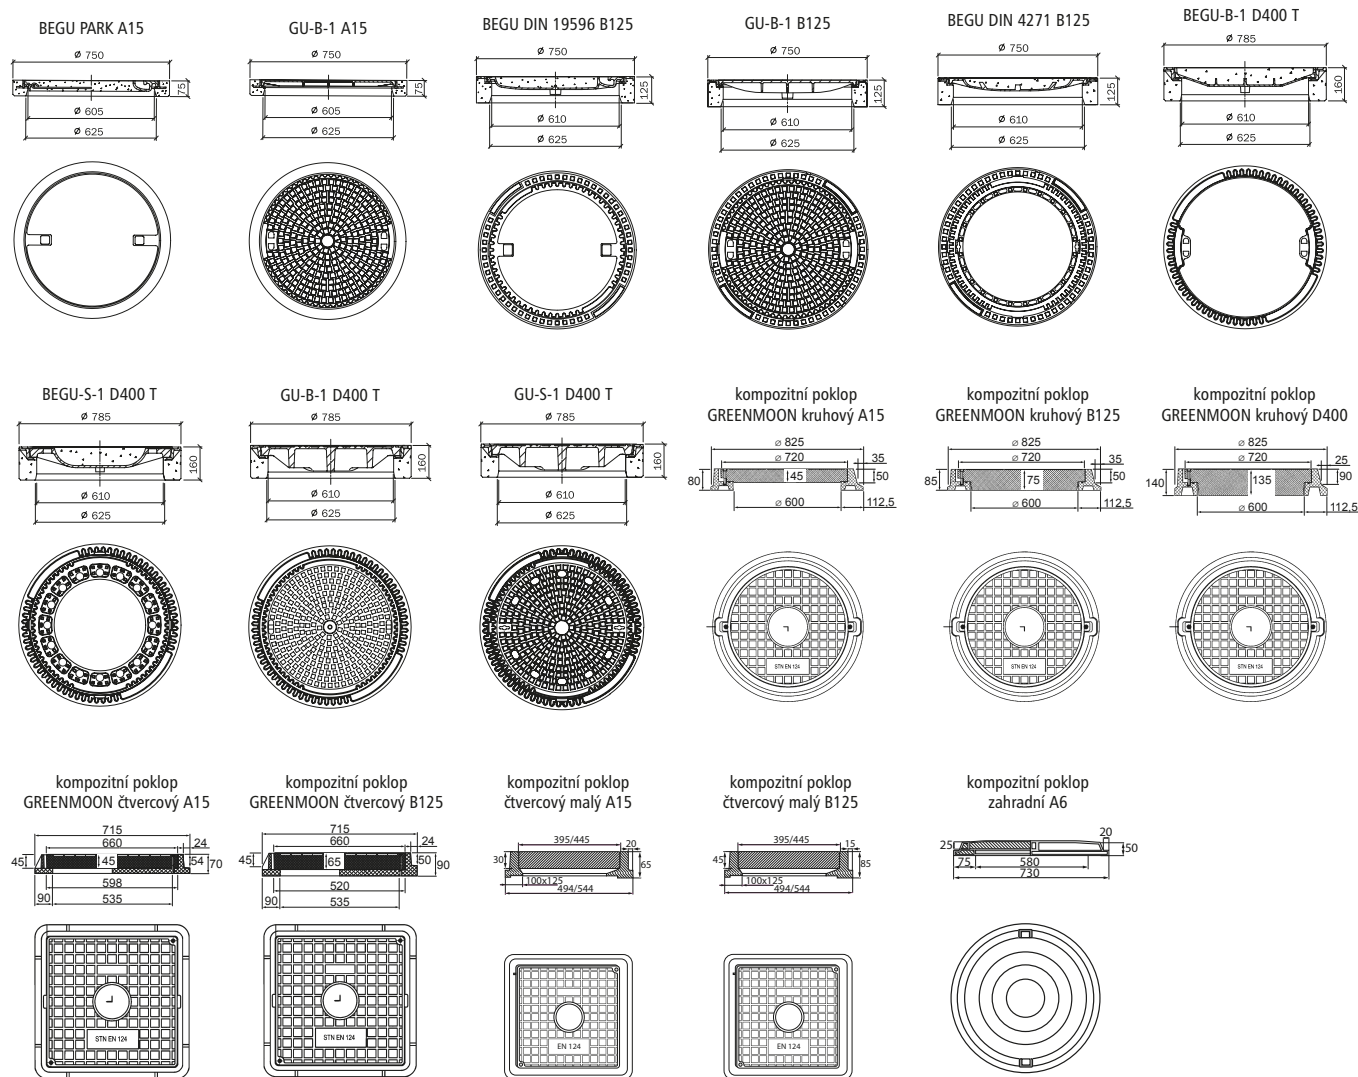 BEGU PARK A15
Ø 750
75
Ø 605
Ø 625
GU-B-1 A15
Ø 750
75
Ø 605
Ø 625
BEGU DIN 19596 B125
Ø 750
125
Ø 610
Ø 625
GU-B-1 B125
Ø 750
125
Ø 610
Ø 625
BEGU DIN 4271 B125
Ø 750
125
Ø 610
Ø 625
BEGU-B-1 D400 T
Ø 785
160
Ø 610
Ø 625
BEGU-S-1 D400 T
Ø 785
160
Ø 610
Ø 625
GU-B-1 D400 T
Ø 785
160
Ø 610
Ø 625
GU-S-1 D400 T
Ø 785
160
Ø 610
Ø 625
kompozitní poklop
GREENMOON kruhový A15
⌀ 825
⌀ 720
35
80
45
50
⌀ 600
112,5
STN EN 124
kompozitní poklop
GREENMOON kruhový B125
⌀ 825
⌀ 720
35
85
75
50
⌀ 600
112,5
STN EN 124
kompozitní poklop
GREENMOON kruhový D400
⌀ 825
⌀ 720
25
140
135
90
⌀ 600
112,5
STN EN 124
kompozitní poklop
GREENMOON čtvercový A15
715
660
24
45
45
54
70
598
90
535
STN EN 124
kompozitní poklop
GREENMOON čtvercový B125
715
660
24
45
65
50
90
520
90
535
STN EN 124
kompozitní poklop
čtvercový malý A15
395/445
20
30
65
100x125
494/544
EN 124
kompozitní poklop
čtvercový malý B125
395/445
15
45
85
100x125
494/544
EN 124
kompozitní poklop
zahradní A6
20
25
50
75
580
730